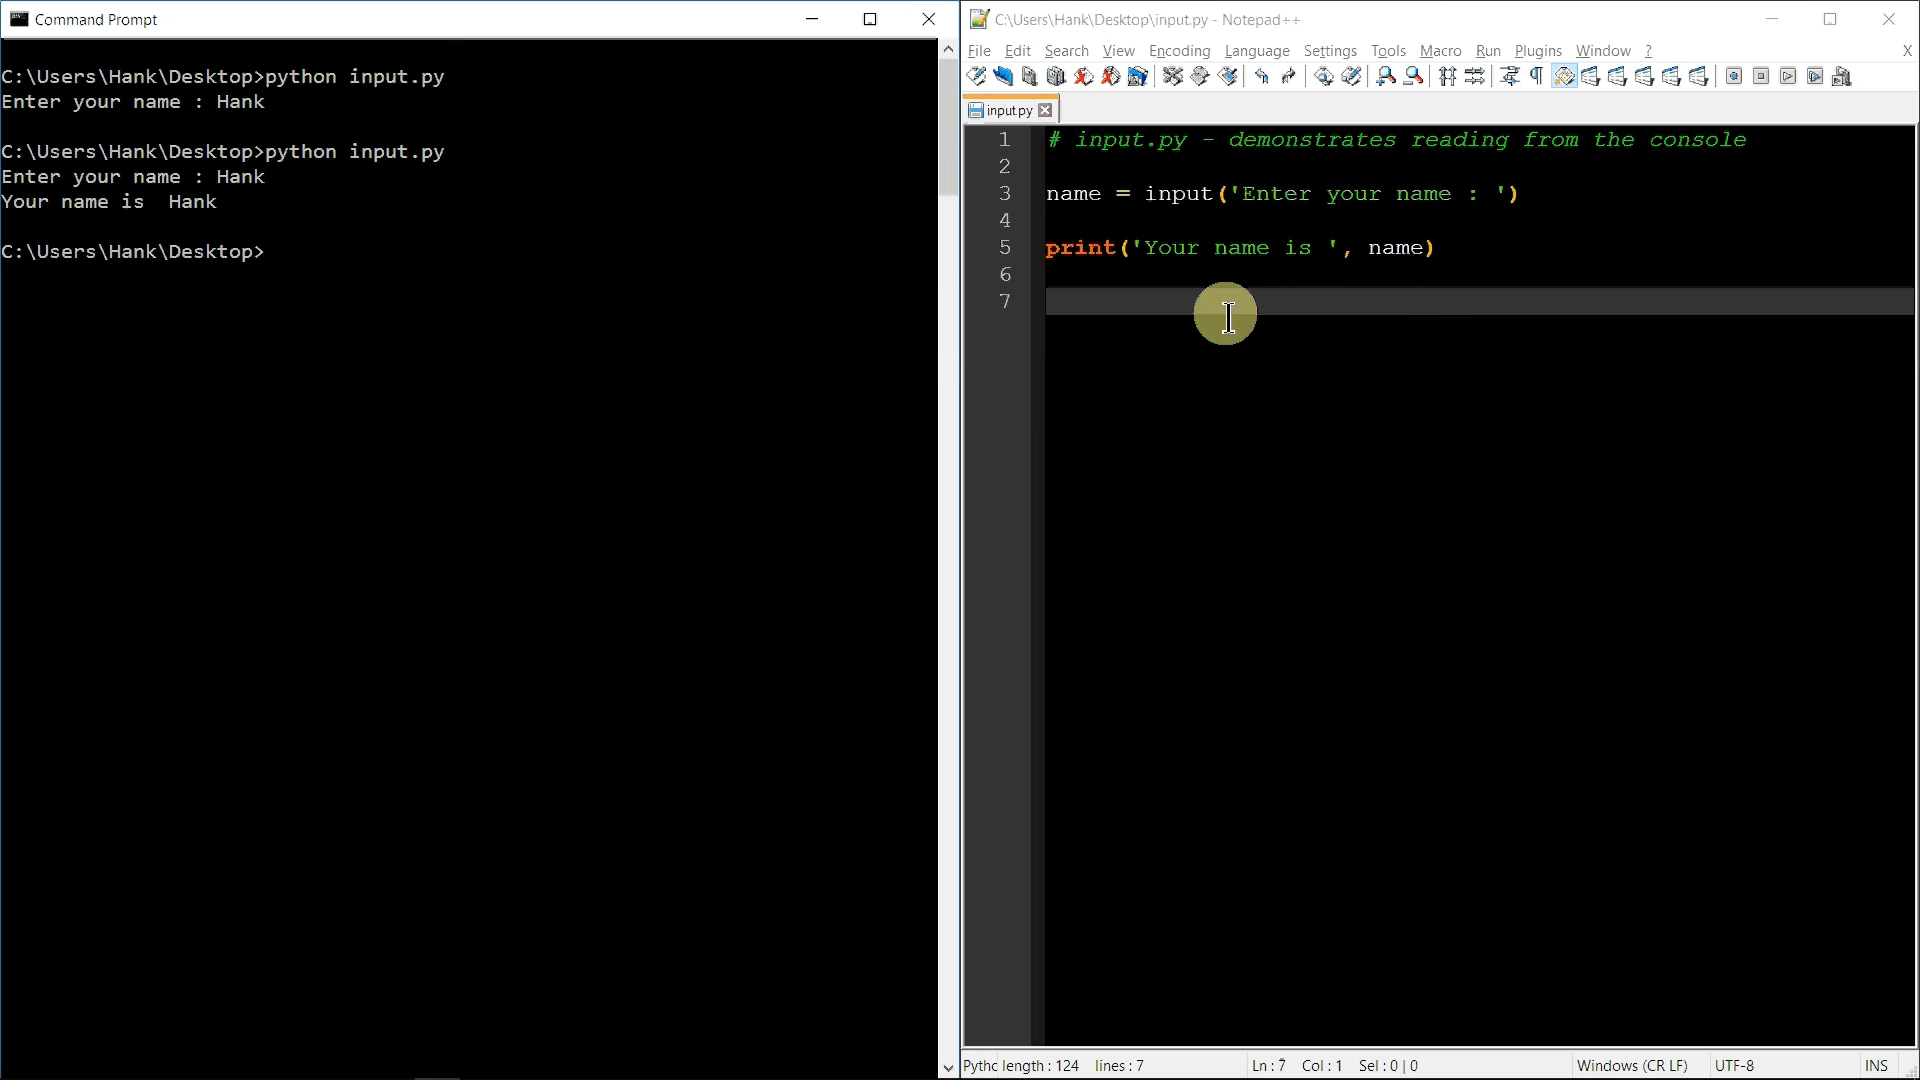 Command Prompt
C:\Users\Hank\Desktop>python input.py
Enter your name : Hank
C:\Users\Hank\Desktop>python input.py
Enter your name : Hank
Your name is  Hank
C:\Users\Hank\Desktop>
C:\Users\Hank\Desktop\input.py - Notepad++
File Edit Search View Encoding Language Settings Tools Macro Run Plugins Window ? X
input.py
1 # input.py - demonstrates reading from the console
2
3 name = input('Enter your name : ')
4
5 print('Your name is ', name)
6
7
Pytho length : 124 lines : 7 Ln : 7 Col : 1 Sel : 0 | 0 Windows (CR LF) UTF-8 INS